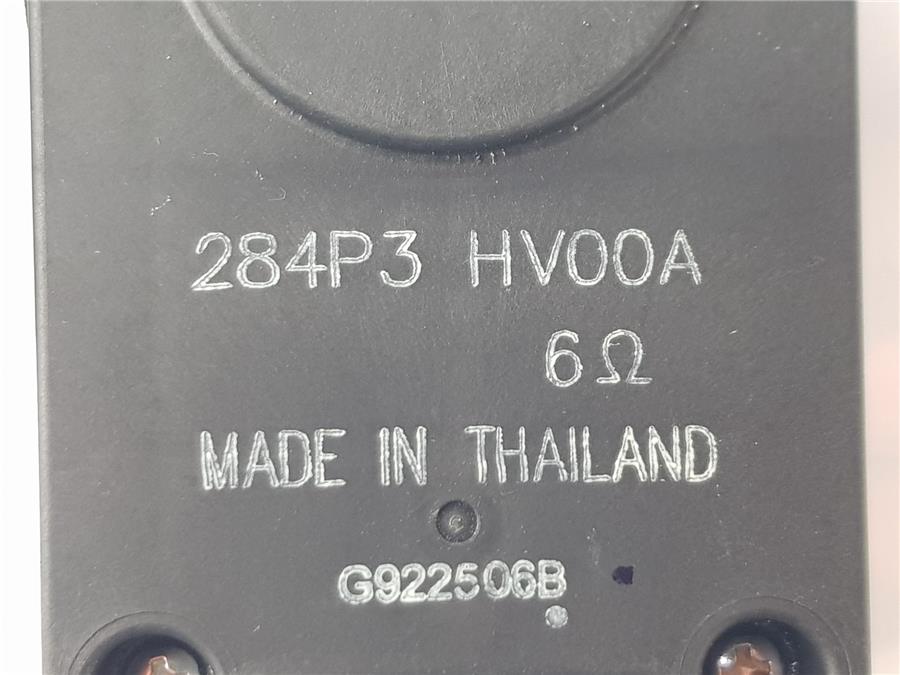 284P3 HV00A
6Ω
MADE IN THAILAND
G922506B